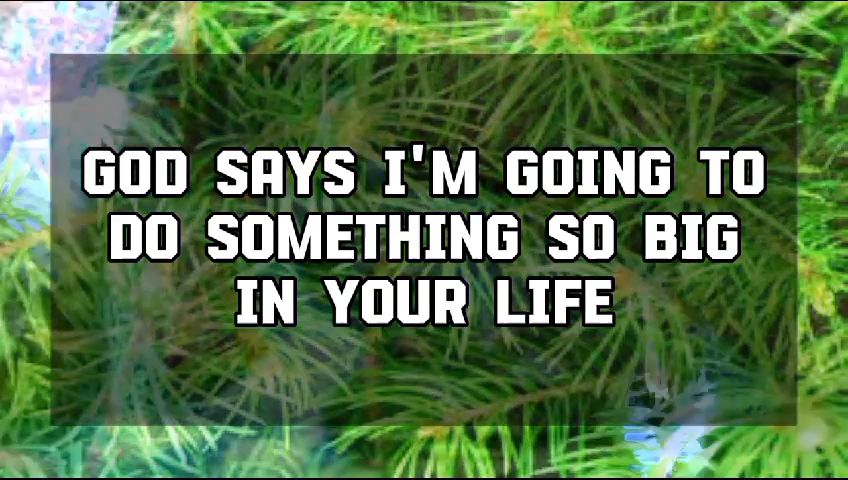 GOD SAYS I'M GOING TO
DO SOMETHING SO BIG
IN YOUR LIFE